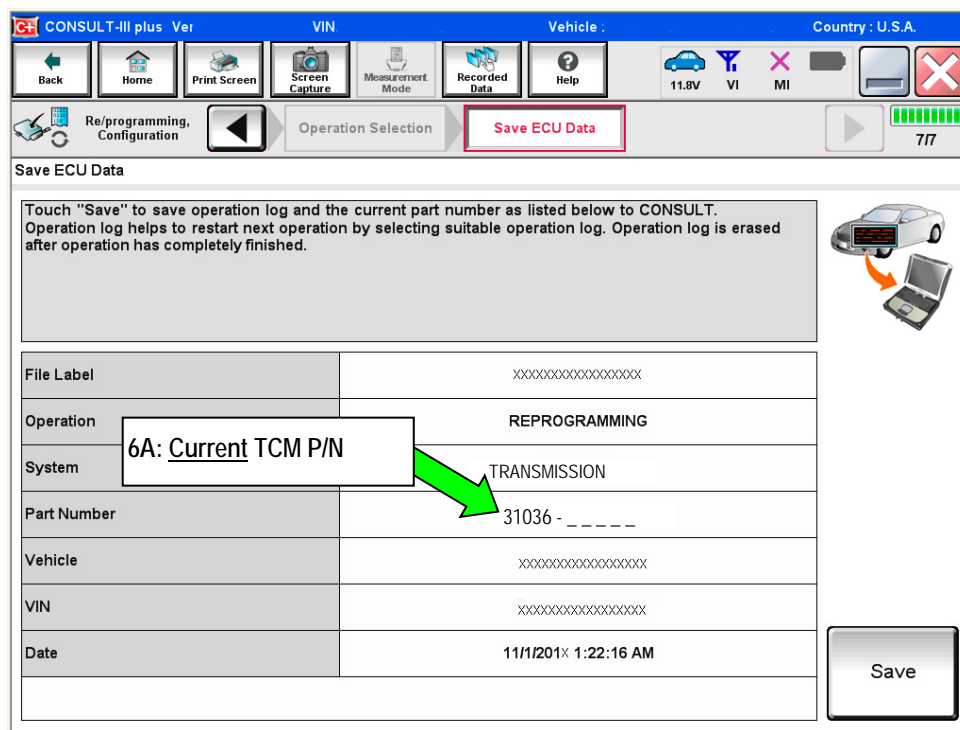 CONSULT-III plus Ver VIN. Vehicle : Country : U.S.A.
Back
Home
Print Screen
Screen Capture
Measurement Mode
Recorded Data
Help
11.8V
VI
MI
Re/programming, Configuration
Operation Selection
Save ECU Data
7/7
Save ECU Data
Touch "Save" to save operation log and the current part number as listed below to CONSULT.
Operation log helps to restart next operation by selecting suitable operation log. Operation log is erased
after operation has completely finished.
File Label XXXXXXXXXXXXXXXXX
Operation REPROGRAMMING
6A: Current TCM P/N
System TRANSMISSION
Part Number 31036 - _ _ _ _ _
Vehicle XXXXXXXXXXXXXXXXX
VIN XXXXXXXXXXXXXXXXX
Date 11/1/201X 1:22:16 AM
Save